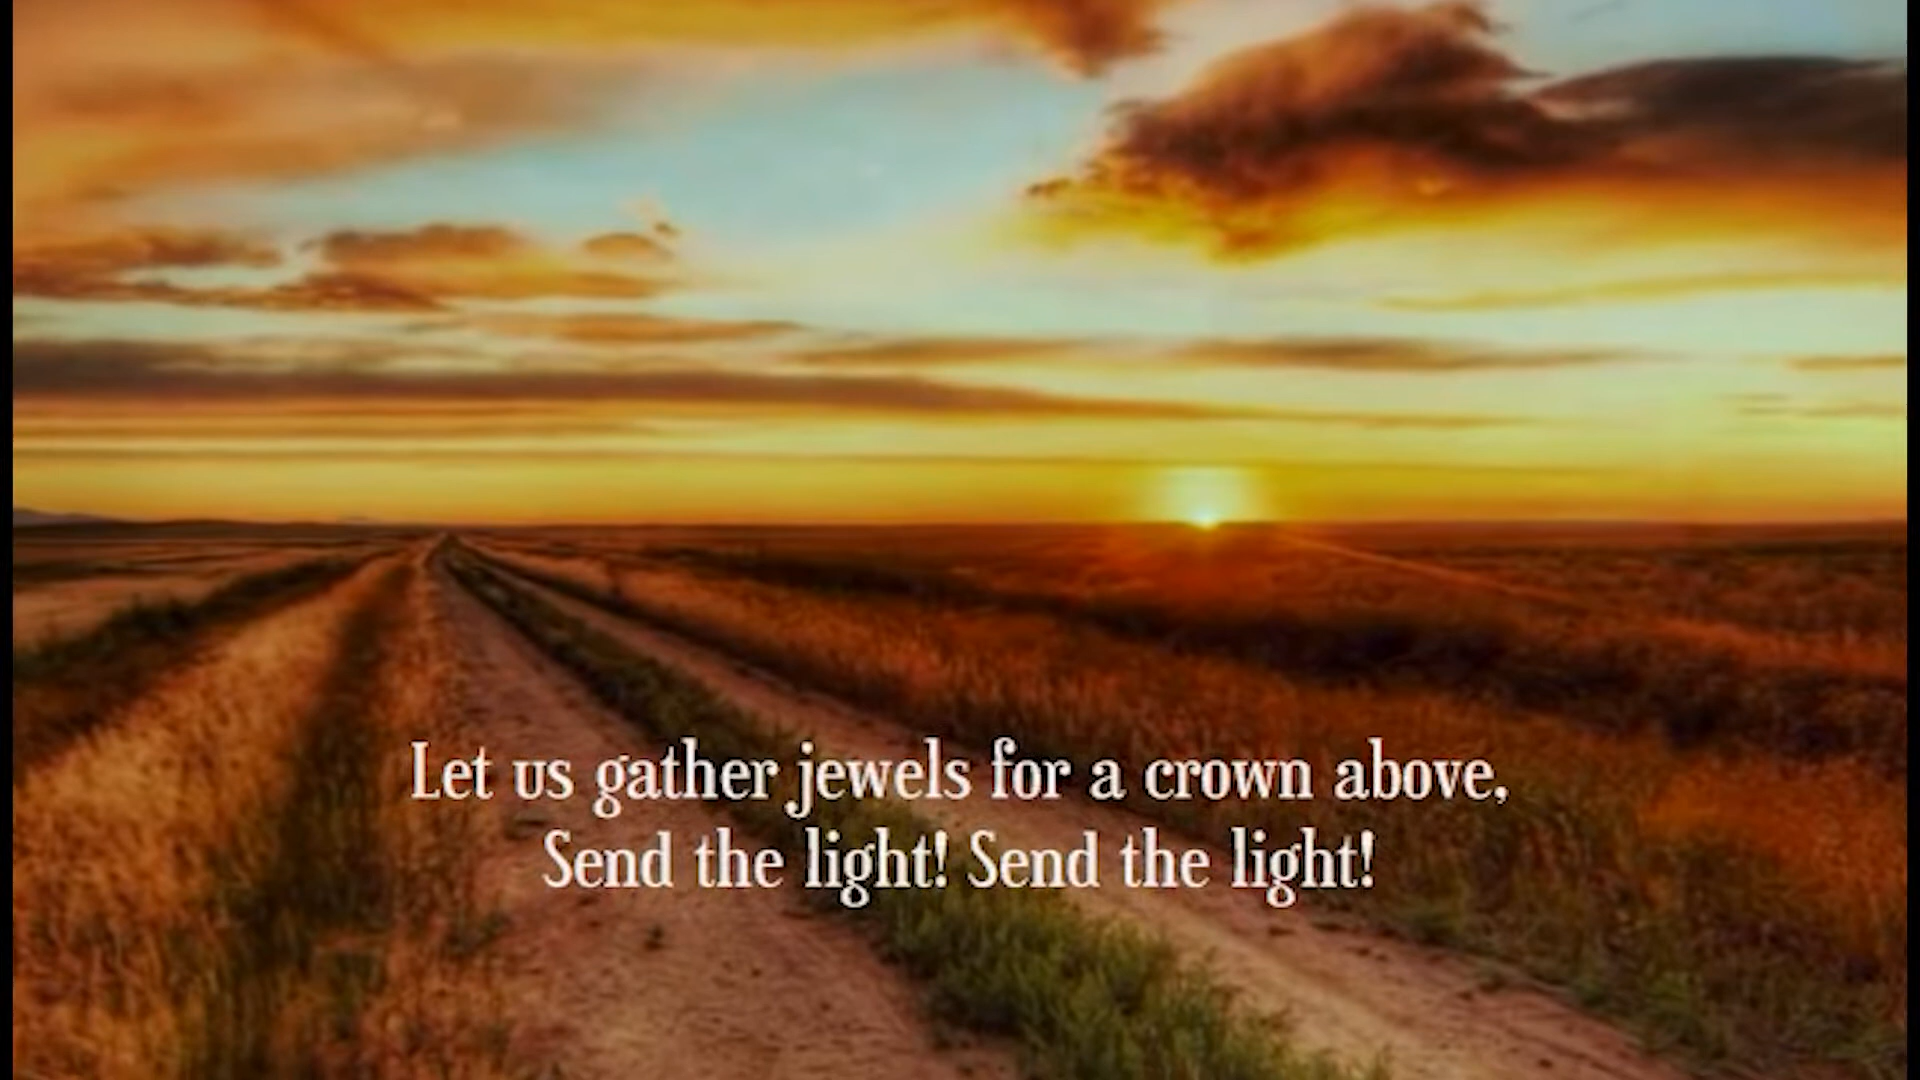 Let us gather jewels for a crown above,
Send the light! Send the light!